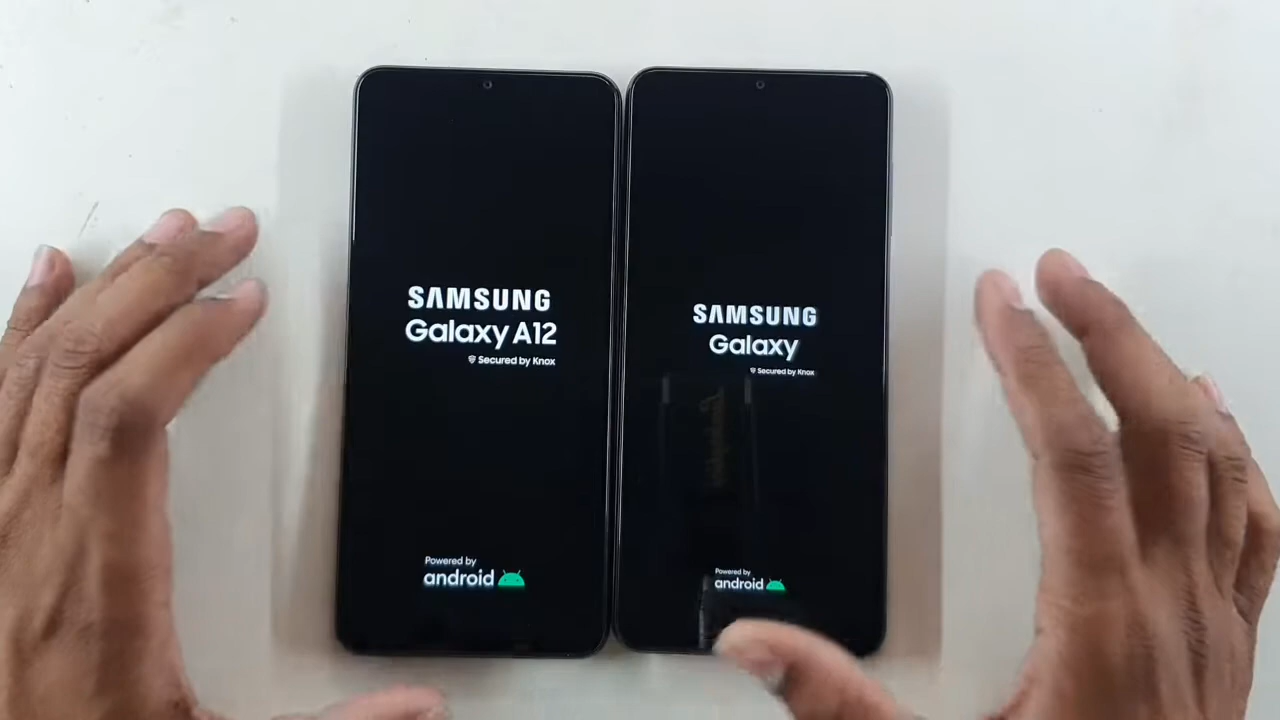 SAMSUNG
Galaxy A12
Secured by Knox
Powered by
android
SAMSUNG
Galaxy
Secured by Knox
Powered by
android